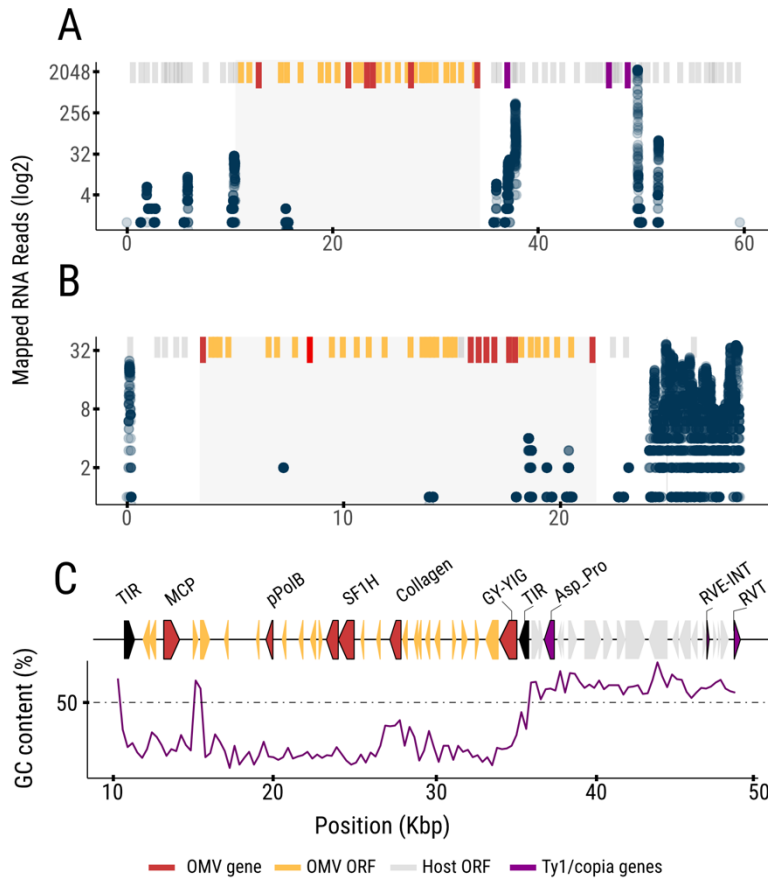 A
Mapped RNA Reads (log2)
2048
256
32
4
0 20 40 60
B
32
8
2
0 10 20
C
TIR MCP pPolB SF1H Collagen GY-YIG TIR Asp_Pro RVE-INT RVT
GC content (%)
50
10 20 30 40 50
Position (Kbp)
OMV gene OMV ORF Host ORF Ty1/copia genes